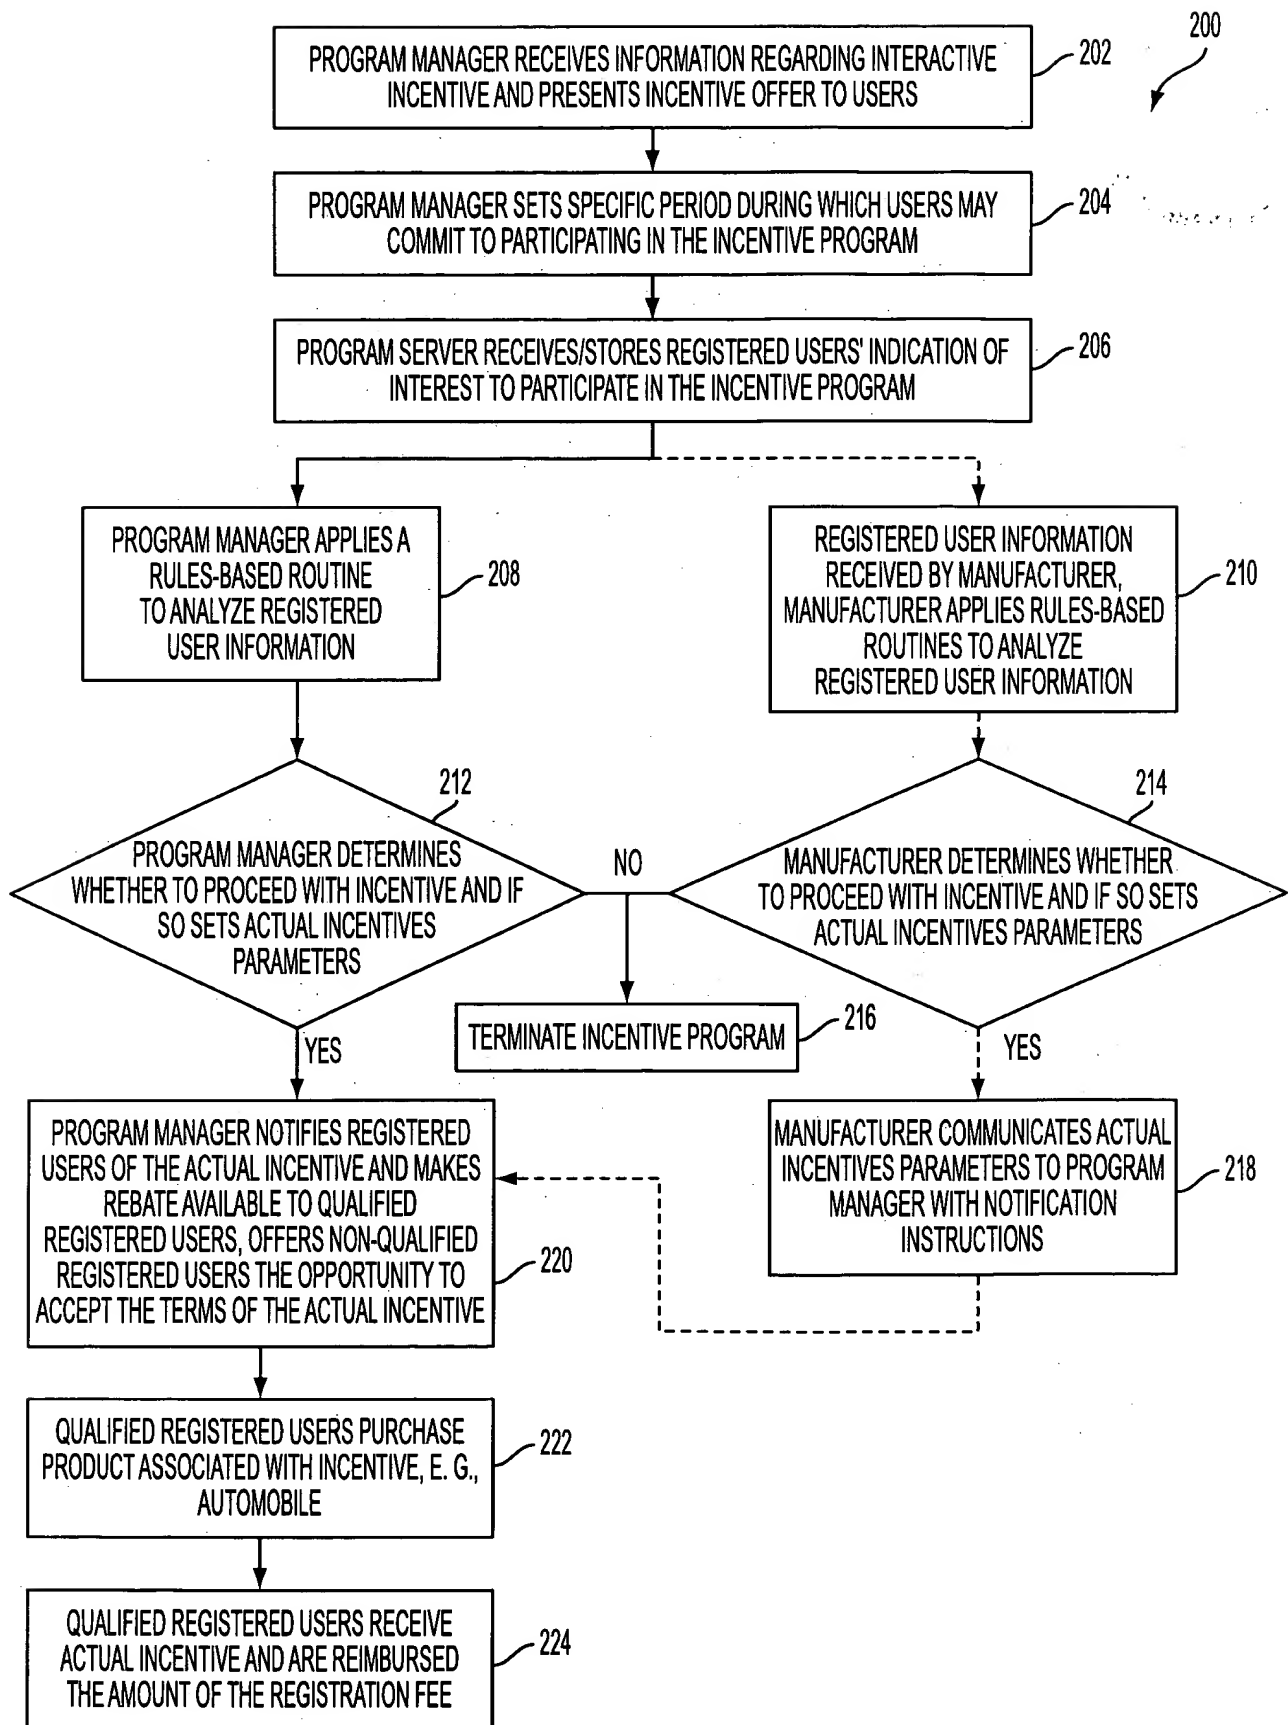 200
PROGRAM MANAGER RECEIVES INFORMATION REGARDING INTERACTIVE
INCENTIVE AND PRESENTS INCENTIVE OFFER TO USERS
202
PROGRAM MANAGER SETS SPECIFIC PERIOD DURING WHICH USERS MAY
COMMIT TO PARTICIPATING IN THE INCENTIVE PROGRAM
204
PROGRAM SERVER RECEIVES/STORES REGISTERED USERS' INDICATION OF
INTEREST TO PARTICIPATE IN THE INCENTIVE PROGRAM
206
PROGRAM MANAGER APPLIES A
RULES-BASED ROUTINE
TO ANALYZE REGISTERED
USER INFORMATION
208
REGISTERED USER INFORMATION
RECEIVED BY MANUFACTURER,
MANUFACTURER APPLIES RULES-BASED
ROUTINES TO ANALYZE
REGISTERED USER INFORMATION
210
212
PROGRAM MANAGER DETERMINES
WHETHER TO PROCEED WITH INCENTIVE AND IF
SO SETS ACTUAL INCENTIVES
PARAMETERS
NO
214
MANUFACTURER DETERMINES WHETHER
TO PROCEED WITH INCENTIVE AND IF SO SETS
ACTUAL INCENTIVES PARAMETERS
TERMINATE INCENTIVE PROGRAM
216
YES
YES
PROGRAM MANAGER NOTIFIES REGISTERED
USERS OF THE ACTUAL INCENTIVE AND MAKES
REBATE AVAILABLE TO QUALIFIED
REGISTERED USERS, OFFERS NON-QUALIFIED
REGISTERED USERS THE OPPORTUNITY TO
ACCEPT THE TERMS OF THE ACTUAL INCENTIVE
220
MANUFACTURER COMMUNICATES ACTUAL
INCENTIVES PARAMETERS TO PROGRAM
MANAGER WITH NOTIFICATION
INSTRUCTIONS
218
QUALIFIED REGISTERED USERS PURCHASE
PRODUCT ASSOCIATED WITH INCENTIVE, E. G.,
AUTOMOBILE
222
QUALIFIED REGISTERED USERS RECEIVE
ACTUAL INCENTIVE AND ARE REIMBURSED
THE AMOUNT OF THE REGISTRATION FEE
224